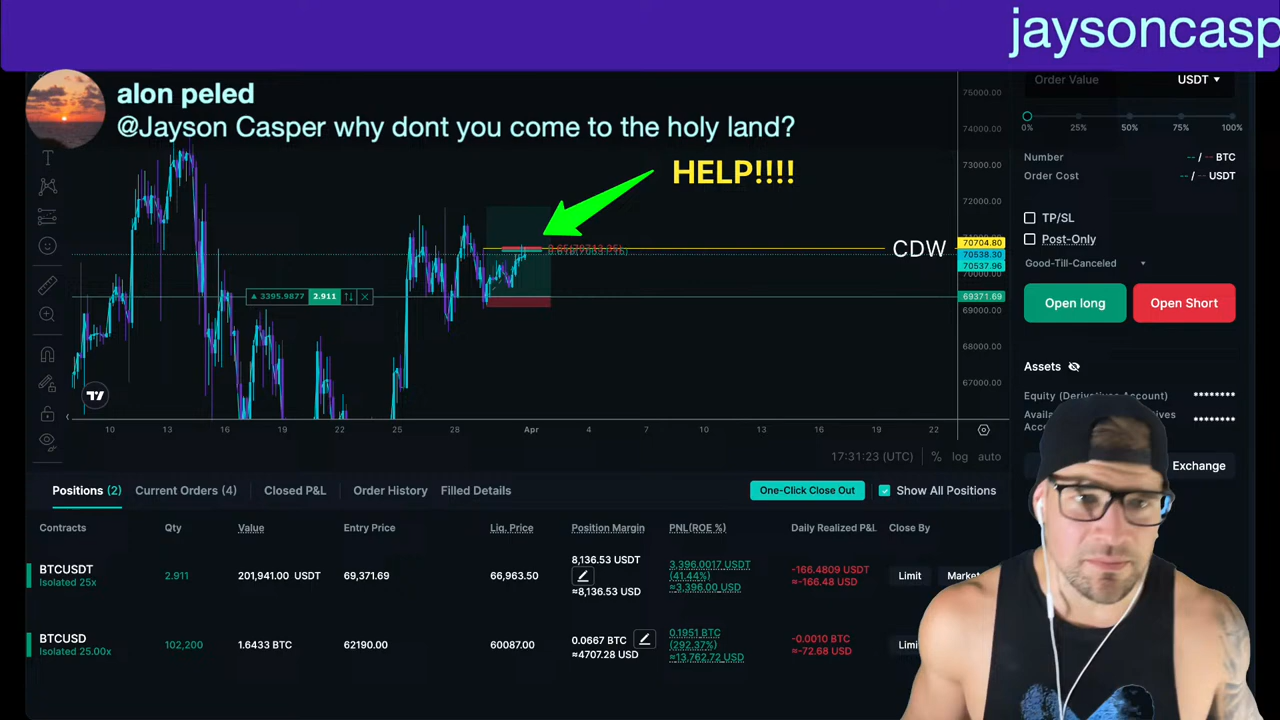 jaysoncasp
alon peled
@Jayson Casper why dont you come to the holy land?
HELP!!!!
CDW
75000.00
74000.00
73000.00
72000.00
70704.80
70538.30
70537.96
70000.00
69371.69
69000.00
68000.00
67000.00
3395.9877 2.911
10 13 16 19 22 25 28 Apr 4 7 10 13 16 19 22
17:31:23 (UTC) % log auto
Order Value USDT
0% 25% 50% 75% 100%
Number -- / -- BTC
Order Cost -- / -- USDT
TP/SL
Post-Only
Good-Till-Canceled
Open long Open Short
Assets
Equity (Derivatives Account) ********
********
Exchange
Positions (2) Current Orders (4) Closed P&L Order History Filled Details One-Click Close Out Show All Positions
Contracts Qty Value Entry Price Liq. Price Position Margin PNL(ROE %) Daily Realized P&L Close By
BTCUSDT
Isolated 25x
2.911 201,941.00 USDT 69,371.69 66,963.50
8,136.53 USDT
≈8,136.53 USD
3,396.0017 USDT
(41.44%)
≈3,396.00 USD
-166.4809 USDT
≈-166.48 USD
Limit Market
BTCUSD
Isolated 25.00x
102,200 1.6433 BTC 62190.00 60087.00
0.0667 BTC
≈4707.28 USD
0.1951 BTC
(292.37%)
≈13,762.72 USD
-0.0010 BTC
≈-72.68 USD